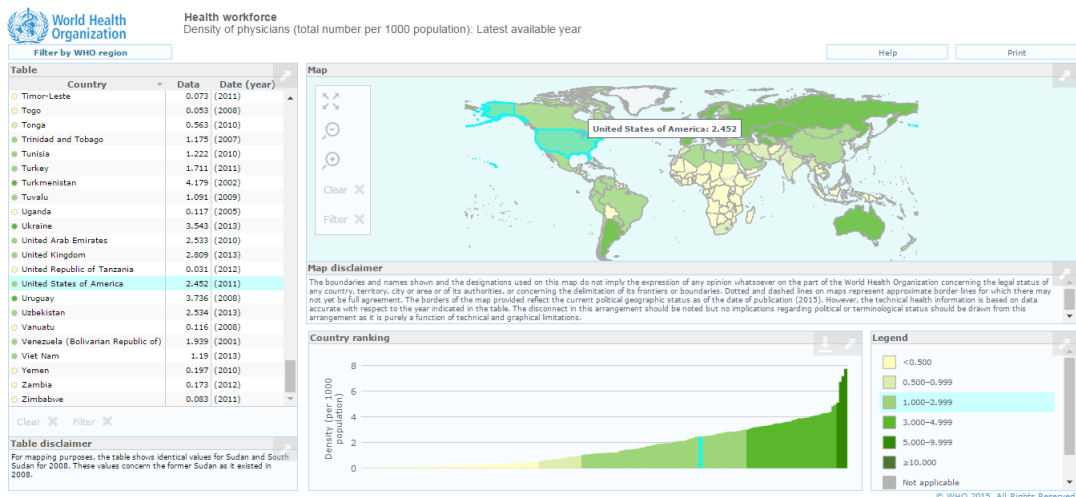 World Health
Organization
Health workforce
Density of physicians (total number per 1000 population): Latest available year
Filter by WHO region
Help
Print
Table
Country Data Date (year)
Timor-Leste 0.073 (2011)
Togo 0.053 (2008)
Tonga 0.563 (2010)
Trinidad and Tobago 1.175 (2007)
Tunisia 1.222 (2010)
Turkey 1.711 (2011)
Turkmenistan 4.179 (2002)
Tuvalu 1.091 (2009)
Uganda 0.117 (2005)
Ukraine 3.543 (2013)
United Arab Emirates 2.533 (2010)
United Kingdom 2.809 (2013)
United Republic of Tanzania 0.031 (2012)
United States of America 2.452 (2011)
Uruguay 3.736 (2008)
Uzbekistan 2.534 (2013)
Vanuatu 0.116 (2008)
Venezuela (Bolivarian Republic of) 1.939 (2001)
Viet Nam 1.19 (2013)
Yemen 0.197 (2010)
Zambia 0.173 (2012)
Zimbabwe 0.083 (2011)
Clear Filter
Table disclaimer
For mapping purposes, the table shows identical values for Sudan and South
Sudan for 2008. These values concern the former Sudan as it existed in
2008.
Map
Clear
Filter
United States of America: 2.452
Map disclaimer
The boundaries and names shown and the designations used on this map do not imply the expression of any opinion whatsoever on the part of the World Health Organization concerning the legal status of
any country, territory, city or area or of its authorities, or concerning the delimitation of its frontiers or boundaries. Dotted and dashed lines on maps represent approximate border lines for which there may
not yet be full agreement. The borders of the map provided reflect the current political geographic status as of the date of publication (2015). However, the technical health information is based on data
accurate with respect to the year indicated in the table. The disconnect in this arrangement should be noted but no implications regarding political or terminological status should be drawn from this
arrangement as it is purely a function of technical and graphical limitations.
Country ranking
Density (per 1000
population)
8
6
4
2
0
Legend
<0.500
0.500–0.999
1.000–2.999
3.000–4.999
5.000–9.999
≥10.000
Not applicable
© WHO 2015. All Rights Reserved